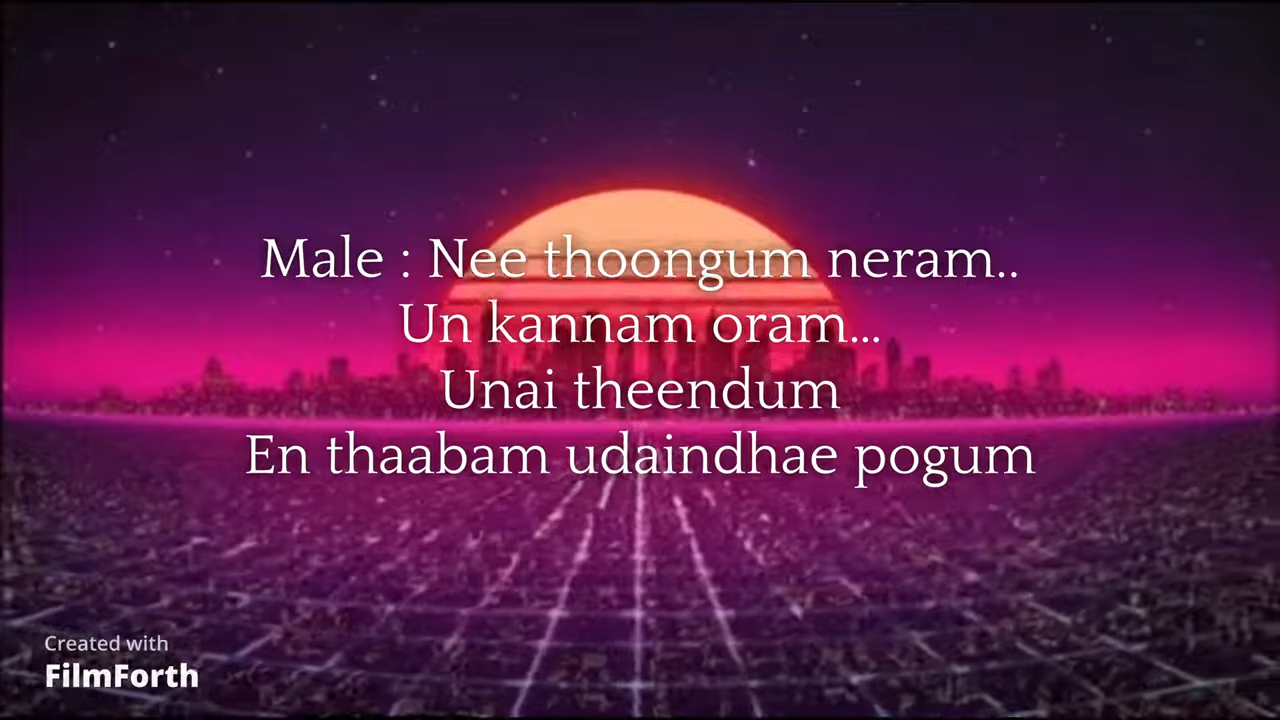 Male : Nee thoongum neram..
Un kannam oram...
Unai theendum
En thaabam udaindhae pogum
Created with
FilmForth